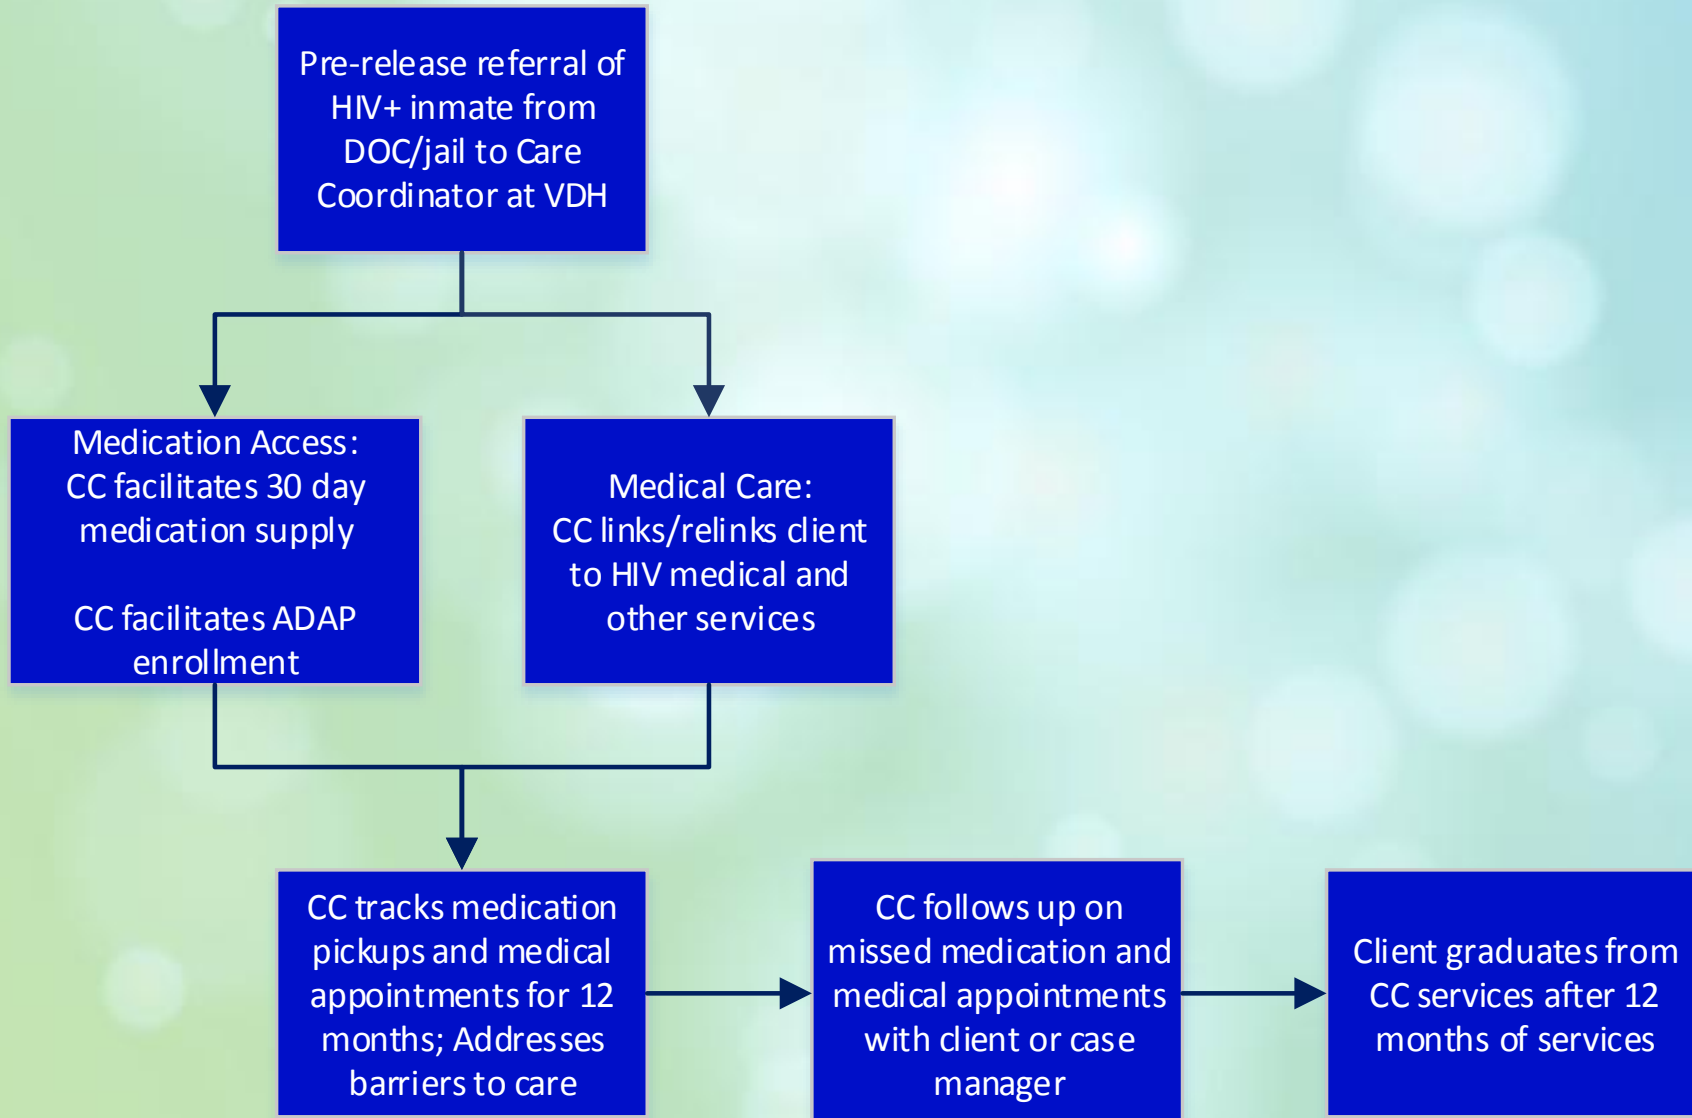 Pre-release referral of
HIV+ inmate from
DOC/jail to Care
Coordinator at VDH
Medication Access:
CC facilitates 30 day
medication supply
CC facilitates ADAP
enrollment
Medical Care:
CC links/relinks client
to HIV medical and
other services
CC tracks medication
pickups and medical
appointments for 12
months; Addresses
barriers to care
CC follows up on
missed medication and
medical appointments
with client or case
manager
Client graduates from
CC services after 12
months of services